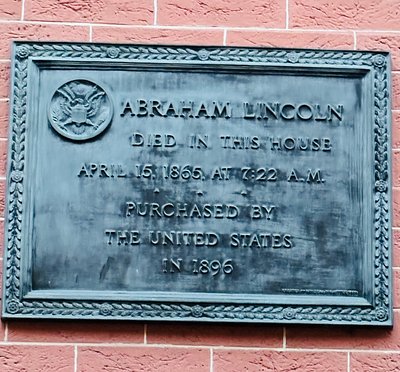 ABRAHAM LINCOLN
DIED IN THIS HOUSE
APRIL 15, 1865, AT 7:22 A.M.
PURCHASED BY
THE UNITED STATES
IN 1896